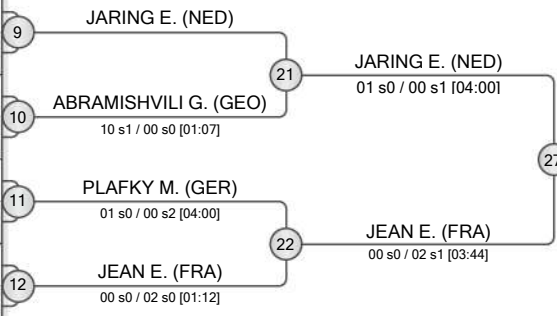 JARING E. (NED)
9
21
JARING E. (NED)
01 s0 / 00 s1 [04:00]
ABRAMISHVILI G. (GEO)
10
10 s1 / 00 s0 [01:07]
27
PLAFKY M. (GER)
11
01 s0 / 00 s2 [04:00]
22
JEAN E. (FRA)
00 s0 / 02 s1 [03:44]
JEAN E. (FRA)
12
00 s0 / 02 s0 [01:12]